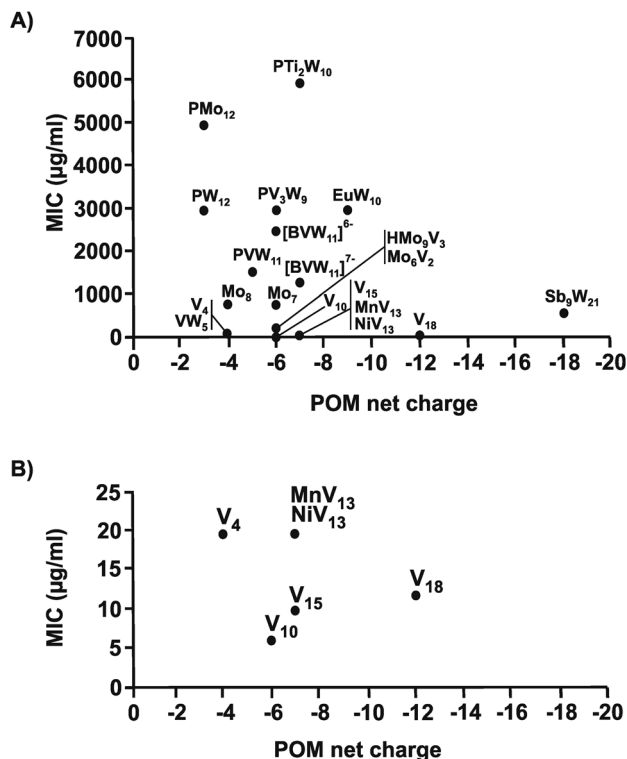 A)
7000
6000
5000
4000
3000
2000
1000
0
MIC (μg/ml)
PTi₂W₁₀
PMo₁₂
PW₁₂
PV₃W₉
EuW₁₀
[BVW₁₁]⁶⁻
HMo₉V₃
Mo₆V₂
PVW₁₁
[BVW₁₁]⁷⁻
Mo₈
Mo₇
V₁₀
V₁₅
MnV₁₃
NiV₁₃
V₄
VW₅
V₁₈
Sb₉W₂₁
0 -2 -4 -6 -8 -10 -12 -14 -16 -18 -20
POM net charge
B)
25
20
15
10
5
0
MIC (μg/ml)
V₄
MnV₁₃
NiV₁₃
V₁₅
V₁₀
V₁₈
0 -2 -4 -6 -8 -10 -12 -14 -16 -18 -20
POM net charge